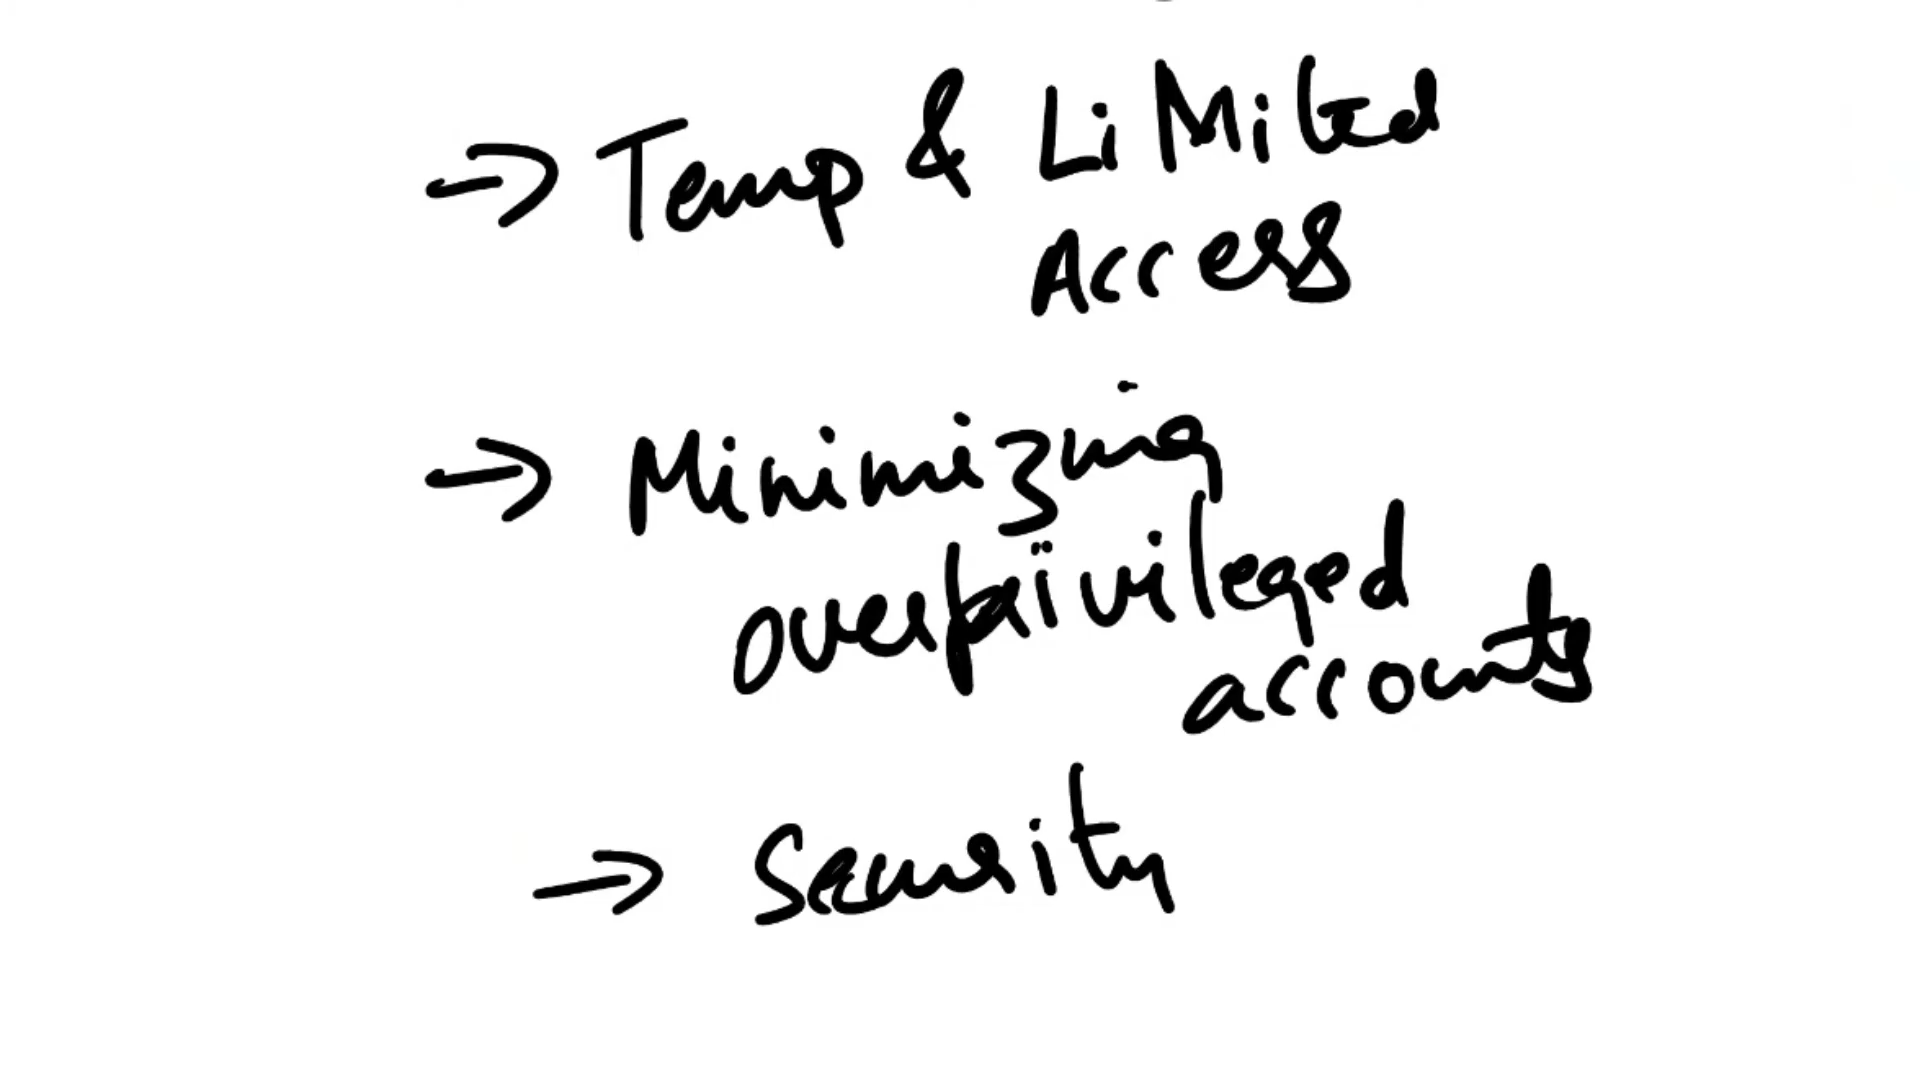 → Temp & LiMited
Access
→ Minimizing
overprivileged
accounts
→ Security